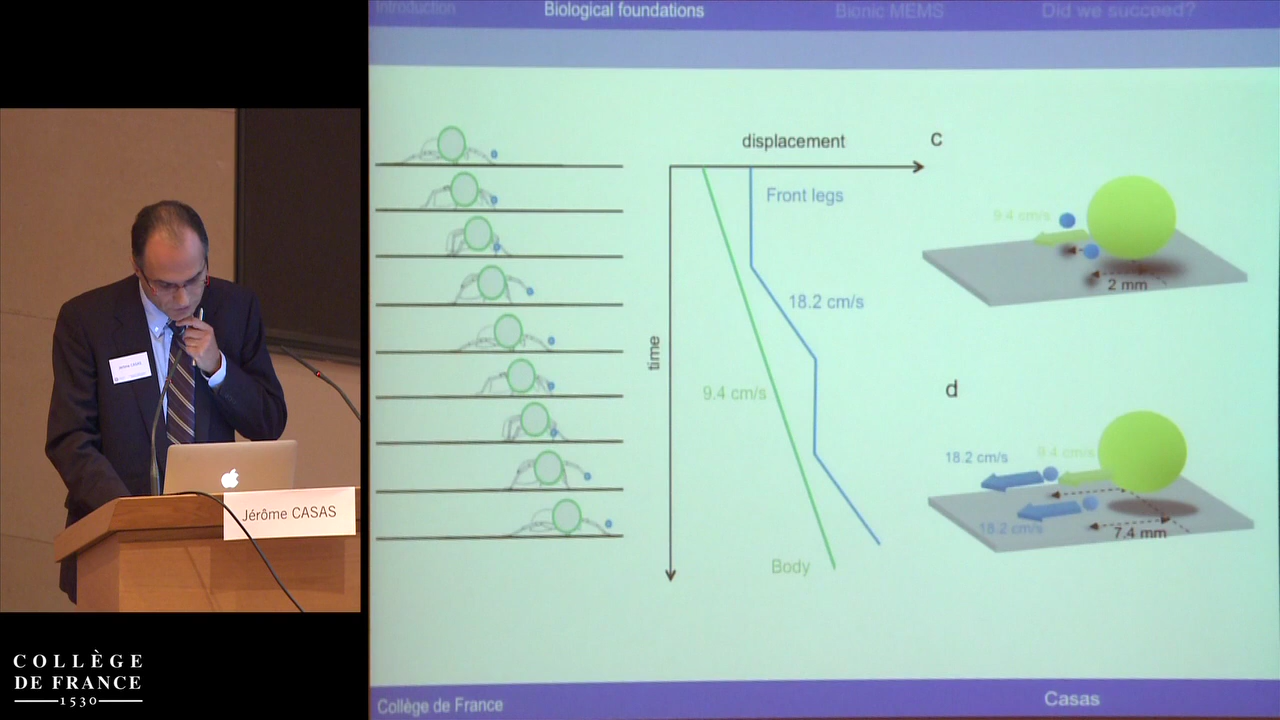 Introduction
Biological foundations
Bionic MEMS
Did we succeed?
displacement
c
Front legs
9.4 cm/s
2 mm
18.2 cm/s
time
9.4 cm/s
d
18.2 cm/s
9.4 cm/s
18.2 cm/s
7.4 mm
Body
Jérôme CASAS
COLLÈGE
DE FRANCE
1530
Collège de France
Casas